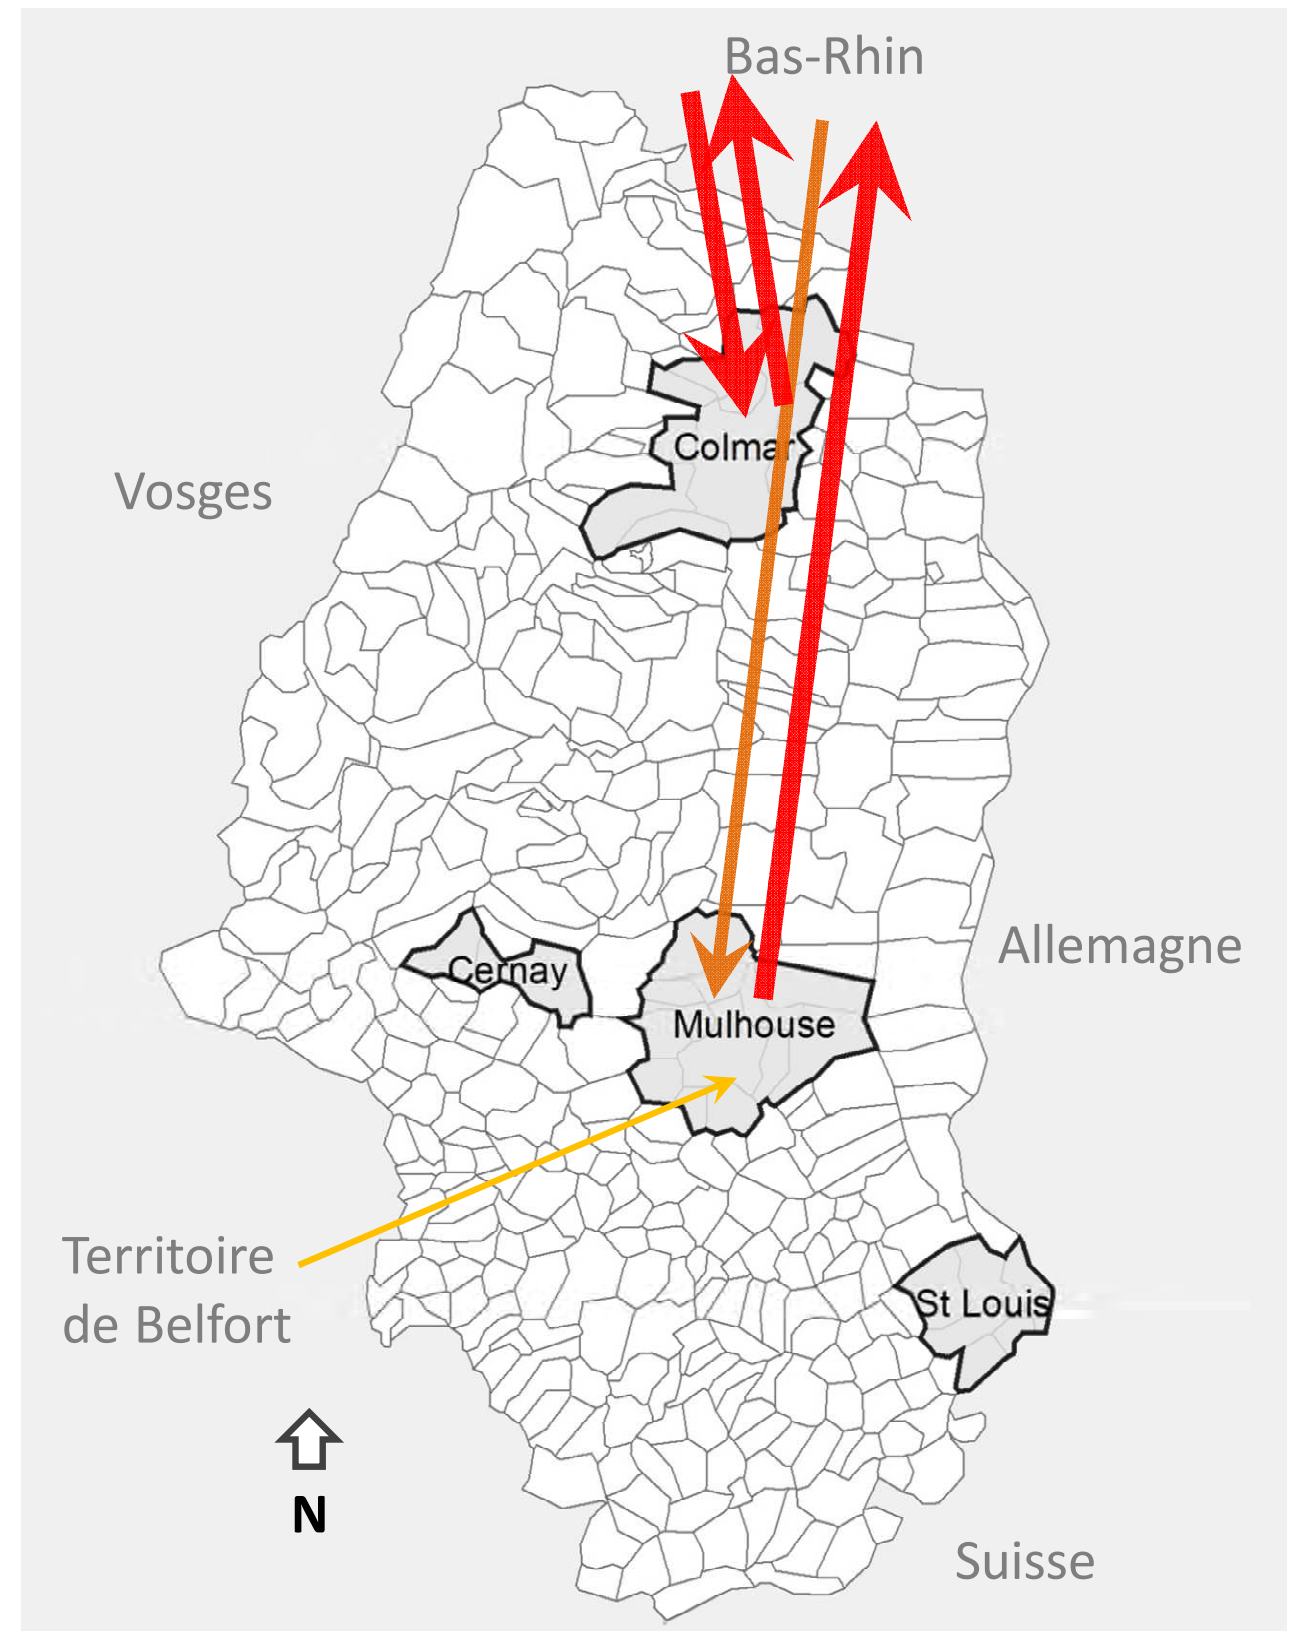 Bas-Rhin
Colmar
Vosges
Allemagne
Cernay
Mulhouse
Territoire
de Belfort
St Louis
N
Suisse